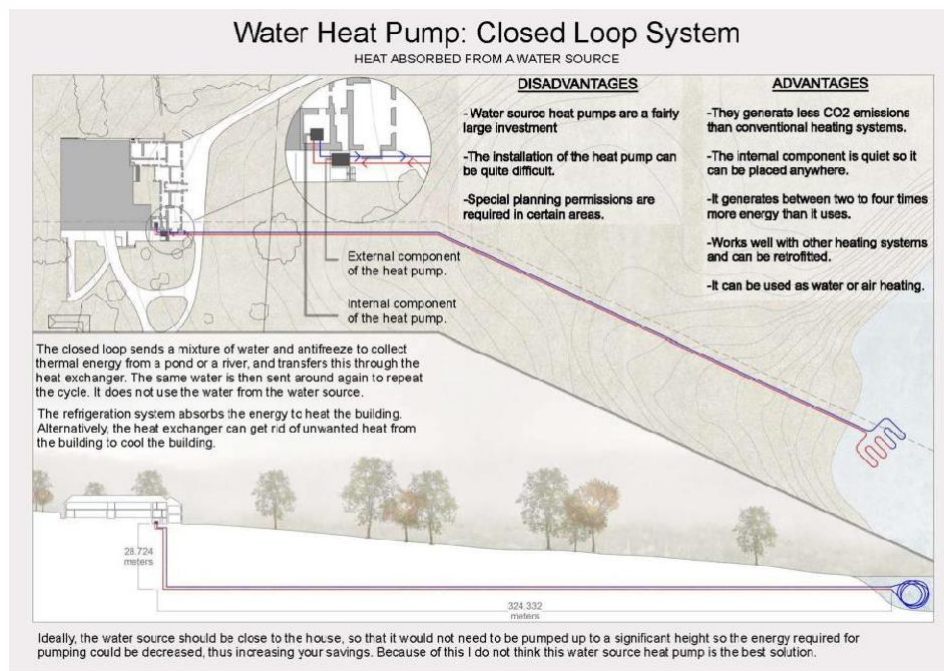 Water Heat Pump: Closed Loop System
HEAT ABSORBED FROM A WATER SOURCE
DISADVANTAGES
- Water source heat pumps are a fairly
large investment
-The installation of the heat pump can
be quite difficult.
-Special planning permissions are
required in certain areas.
ADVANTAGES
-They generate less CO2 emissions
than conventional heating systems.
-The internal component is quiet so it
can be placed anywhere.
-It generates between two to four times
more energy than it uses.
-Works well with other heating systems
and can be retrofitted.
-It can be used as water or air heating.
External component
of the heat pump.
Internal component
of the heat pump.
The closed loop sends a mixture of water and antifreeze to collect
thermal energy from a pond or a river, and transfers this through the
heat exchanger. The same water is then sent around again to repeat
the cycle. It does not use the water from the water source.
The refrigeration system absorbs the energy to heat the building.
Alternatively, the heat exchanger can get rid of unwanted heat from
the building to cool the building.
28.724
meters
324.332
meters
Ideally, the water source should be close to the house, so that it would not need to be pumped up to a significant height so the energy required for
pumping could be decreased, thus increasing your savings. Because of this I do not think this water source heat pump is the best solution.